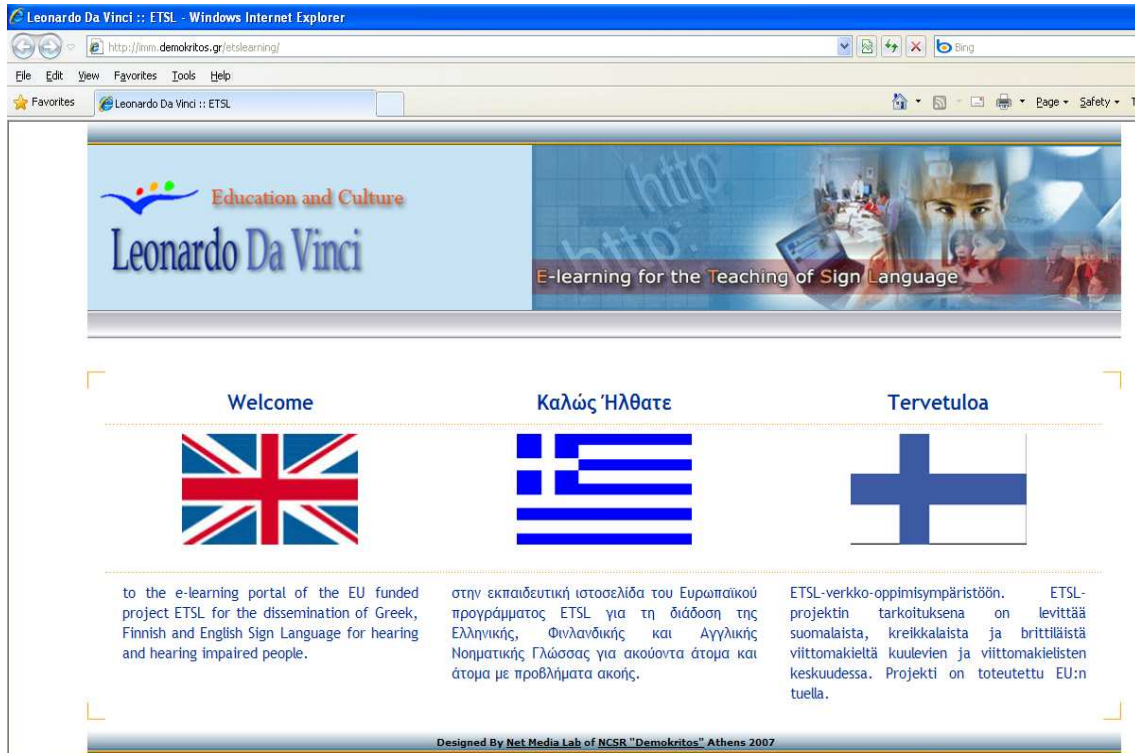 Leonardo Da Vinci :: ETSL - Windows Internet Explorer
http://imm.demokritos.gr/etslearning/
Bing
File Edit View Favorites Tools Help
Favorites
Leonardo Da Vinci :: ETSL
Page Safety
http
http:
Education and Culture
Leonardo Da Vinci
E-learning for the Teaching of Sign Language
Welcome
to the e-learning portal of the EU funded
project ETSL for the dissemination of Greek,
Finnish and English Sign Language for hearing
and hearing impaired people.
Καλώς Ήλθατε
στην εκπαιδευτική ιστοσελίδα του Ευρωπαϊκού
προγράμματος ETSL για τη διάδοση της
Ελληνικής, Φινλανδικής και Αγγλικής
Νοηματικής Γλώσσας για ακούοντα άτομα και
άτομα με προβλήματα ακοής.
Tervetuloa
ETSL-verkko-oppimisympäristöön. ETSL-
projektin tarkoituksena on levittää
suomalaista, kreikkalaista ja brittiläistä
viittomakieltä kuulevien ja viittomakielisten
keskuudessa. Projekti on toteutettu EU:n
tuella.
Designed By Net Media Lab of NCSR "Demokritos" Athens 2007